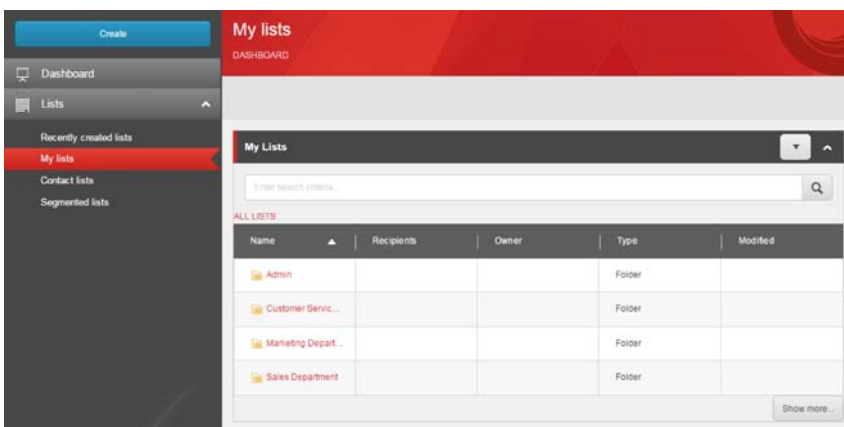 Create
Dashboard
Lists
Recently created lists
My lists
Contact lists
Segmented lists
My lists
DASHBOARD
My Lists
Enter search criteria...
ALL LISTS
Name Recipients Owner Type Modified
Admin Folder
Customer Servic... Folder
Marketing Depart... Folder
Sales Department Folder
Show more...